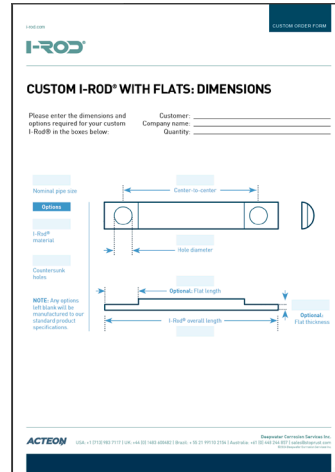 CUSTOM ORDER FORM
I-ROD
CUSTOM I-ROD® WITH FLATS: DIMENSIONS
Please enter the dimensions and
options required for your custom
I-Rod® in the boxes below:
Customer:
Company name:
Quantity:
Nominal pipe size
Center-to-center
Options
I-Rod®
material
Hole diameter
Countersunk
holes
Optional: Flat length
NOTE: Any options
left blank will be
manufactured to our
standard product
specifications.
I-Rod® overall length
Optional:
Flat thickness
ACTEON
Deepwater Corrosion Services Inc.